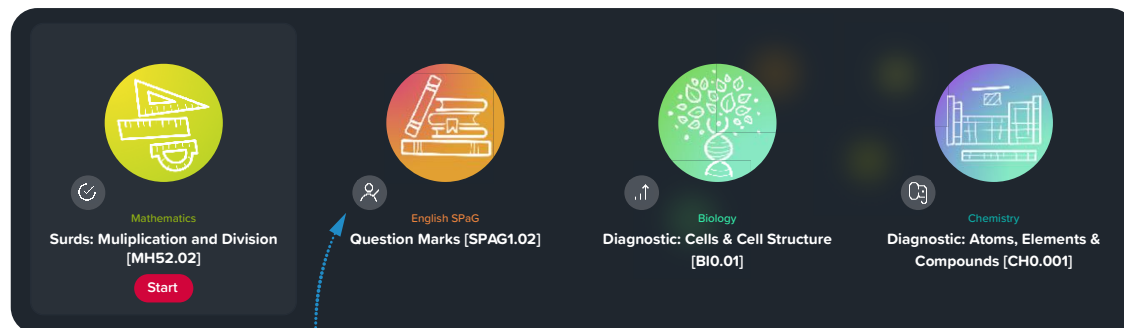 Mathematics
Surds: Muliplication and Division
[MH52.02]
Start
English SPaG
Question Marks [SPAG1.02]
Biology
Diagnostic: Cells & Cell Structure
[BI0.01]
Chemistry
Diagnostic: Atoms, Elements &
Compounds [CH0.001]